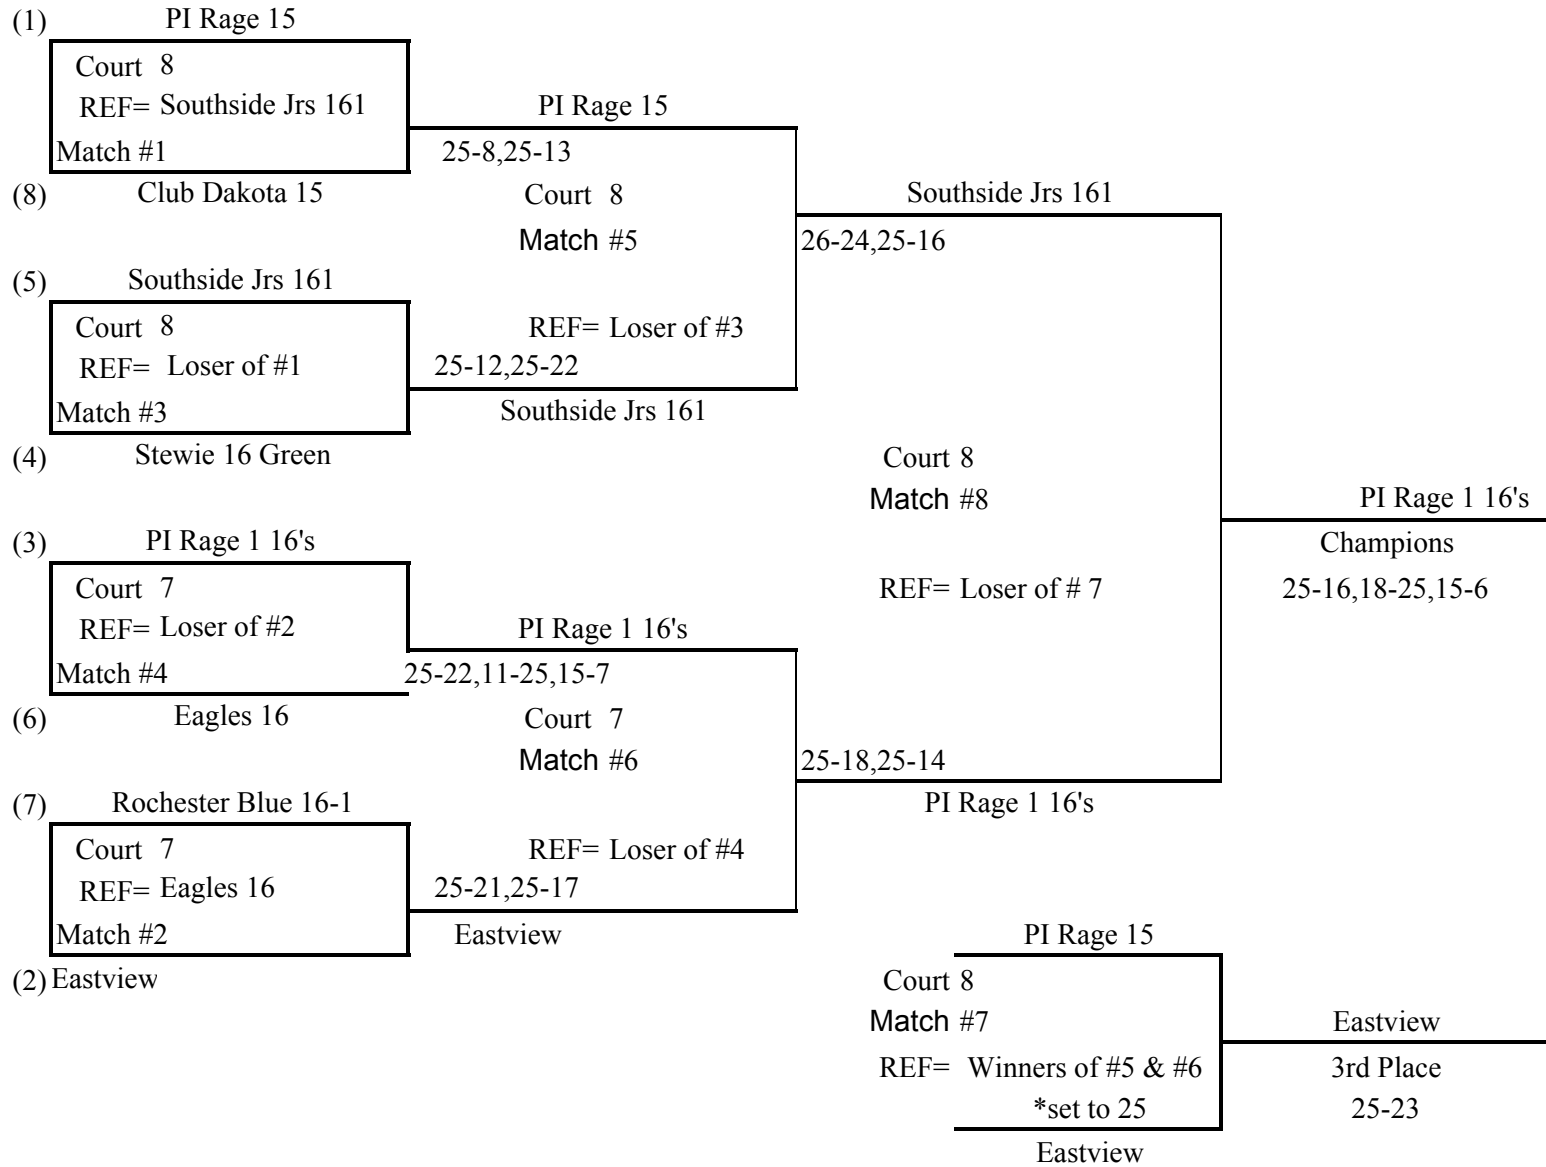 (1) PI Rage 15
Court 8
REF= Southside Jrs 161
PI Rage 15
Match #1
25-8,25-13
(8) Club Dakota 15
Court 8
Southside Jrs 161
Match #5
26-24,25-16
(5) Southside Jrs 161
Court 8
REF= Loser of #3
REF= Loser of #1
25-12,25-22
Match #3
Southside Jrs 161
(4) Stewie 16 Green
Court 8
Match #8
PI Rage 1 16's
(3) PI Rage 1 16's
Champions
Court 7
REF= Loser of # 7
25-16,18-25,15-6
REF= Loser of #2
PI Rage 1 16's
Match #4
25-22,11-25,15-7
(6) Eagles 16
Court 7
Match #6
25-18,25-14
(7) Rochester Blue 16-1
PI Rage 1 16's
Court 7
REF= Loser of #4
REF= Eagles 16
25-21,25-17
Match #2
Eastview
PI Rage 15
(2) Eastview
Court 8
Match #7
Eastview
REF= Winners of #5 & #6
3rd Place
*set to 25
25-23
Eastview